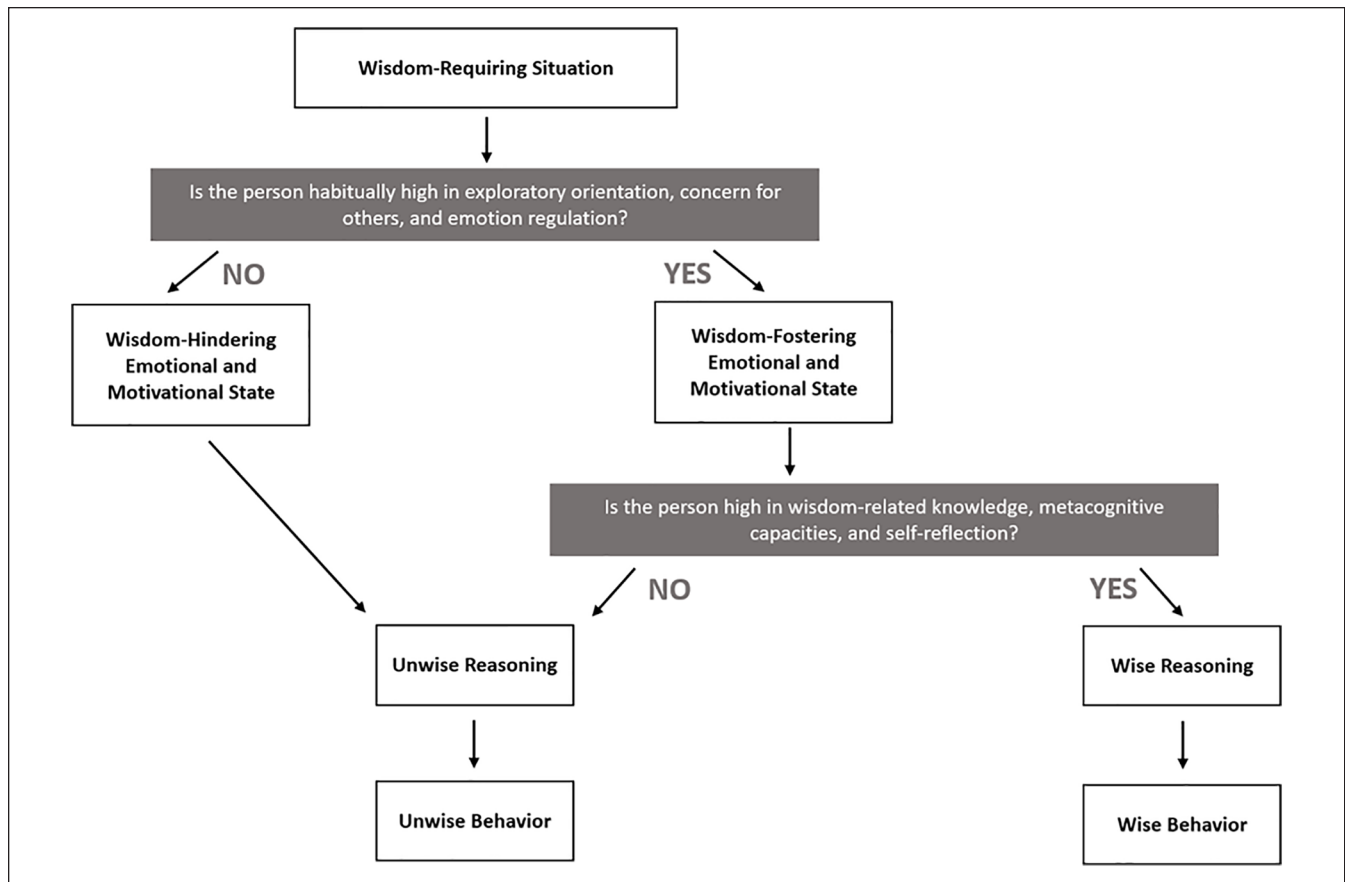 Wisdom-Requiring Situation
Is the person habitually high in exploratory orientation, concern for
others, and emotion regulation?
NO
YES
Wisdom-Hindering
Emotional and
Motivational State
Wisdom-Fostering
Emotional and
Motivational State
Is the person high in wisdom-related knowledge, metacognitive
capacities, and self-reflection?
NO
YES
Unwise Reasoning
Wise Reasoning
Unwise Behavior
Wise Behavior